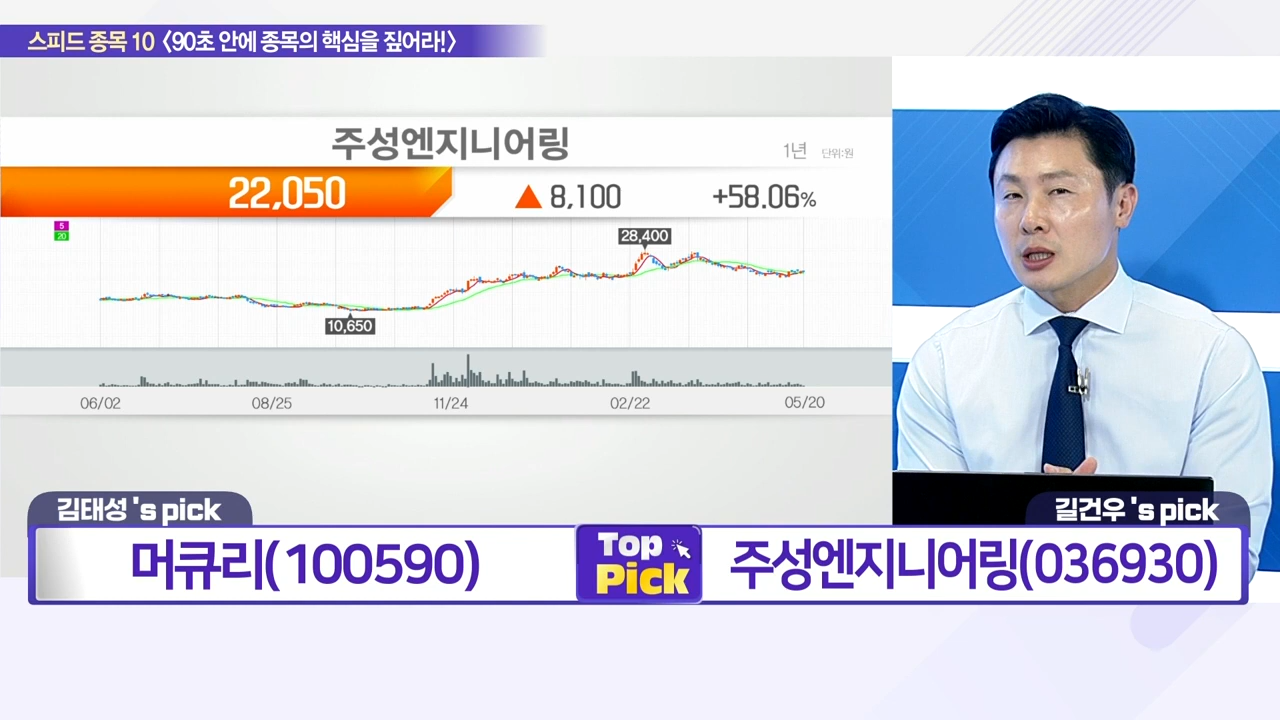 스피드 종목 10 〈90초 안에 종목의 핵심을 짚어라!〉
주성엔지니어링
1년 단위:원
22,050 ▲ 8,100 +58.06%
5
20
28,400
10,650
06/02 08/25 11/24 02/22 05/20
김태성 's pick
길건우 's pick
머큐리(100590)
Top Pick
주성엔지니어링(036930)